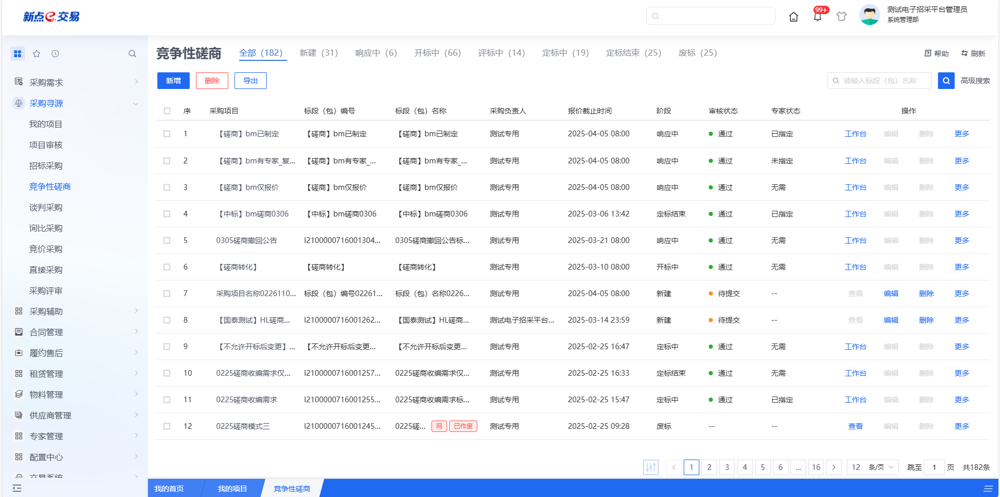 新点e交易
99+
测试电子招采平台管理员
系统管理部
采购需求
采购寻源
我的项目
项目审核
招标采购
竞争性磋商
谈判采购
询比采购
竞价采购
直接采购
采购评审
采购辅助
合同管理
履约售后
租赁管理
物料管理
供应商管理
专家管理
配置中心
交易系统
竞争性磋商 全部（182） 新建（31） 响应中（6） 开标中（66） 评标中（14） 定标中（19） 定标结束（25） 废标（25） 帮助 刷新
新增 删除 导出 请输入标段（包）名称 高级搜索
序 采购项目 标段（包）编号 标段（包）名称 采购负责人 报价截止时间 阶段 审核状态 专家状态 操作
1 【磋商】bm已制定 【磋商】bm已制定 【磋商】bm已制定 测试专用 2025-04-05 08:00 响应中 通过 已指定 工作台 编辑 删除 更多
2 【磋商】bm有专家_复... 【磋商】bm有专家_... 【磋商】bm有专家_... 测试专用 2025-04-05 08:00 响应中 通过 未指定 工作台 编辑 删除 更多
3 【磋商】bm仅报价 【磋商】bm仅报价 【磋商】bm仅报价 测试专用 2025-04-05 08:00 响应中 通过 无需 工作台 编辑 删除 更多
4 【中标】bm磋商0306 【中标】bm磋商0306 【中标】bm磋商0306 测试专用 2025-03-06 13:42 定标结束 通过 已指定 工作台 编辑 删除 更多
5 0305磋商撤回公告 I2100000716001304... 0305磋商撤回公告标... 测试专用 2025-03-21 08:00 响应中 通过 无需 工作台 编辑 删除 更多
6 【磋商转化】 【磋商转化】 【磋商转化】 测试专用 2025-03-10 08:00 开标中 通过 无需 工作台 编辑 删除 更多
7 采购项目名称0226110... 标段（包）编号02261... 标段（包）名称0226... 测试专用 2025-04-05 08:00 新建 待提交 -- 查看 编辑 删除 更多
8 【国泰测试】HL磋商... I2100000716001262... 【国泰测试】HL磋商... 测试电子招采平台... 2025-03-14 23:59 新建 待提交 -- 查看 编辑 删除 更多
9 【不允许开标后变更】... 【不允许开标后变更... 【不允许开标后变更... 测试专用 2025-02-25 16:47 定标中 通过 无需 工作台 编辑 删除 更多
10 0225磋商收编需求仅... I2100000716001257... 0225磋商收编需求仅... 测试专用 2025-02-25 16:33 定标结束 通过 无需 工作台 编辑 删除 更多
11 0225磋商收编需求 I2100000716001255... 0225磋商收编需求标... 测试专用 2025-02-25 15:47 定标中 通过 已指定 工作台 编辑 删除 更多
12 0225磋商模式三 I2100000716001245... 0225磋... 网 已作废 测试专用 2025-02-25 09:28 废标 -- -- 查看 编辑 删除 更多
1 2 3 4 5 6 ... 16 12 条/页 跳至 1 页 共182条
我的首页 我的项目 竞争性磋商